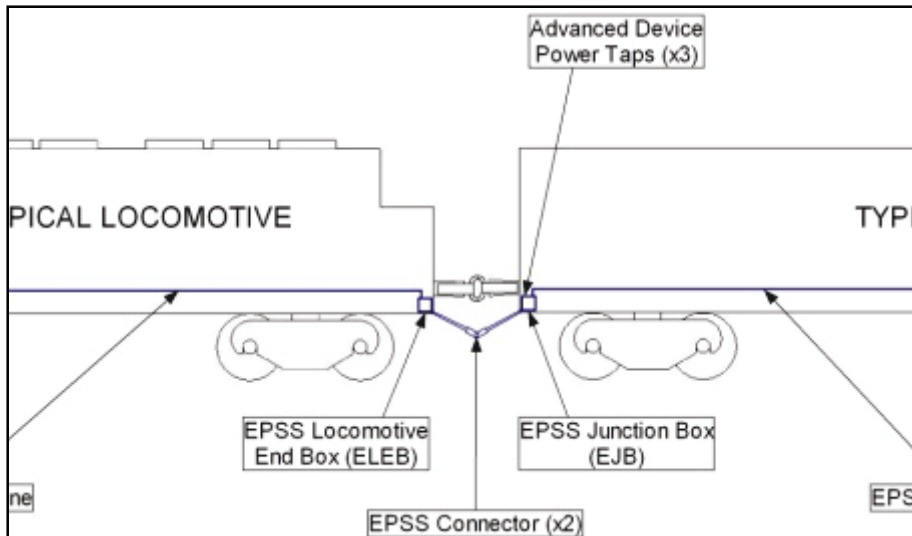 Advanced Device
Power Taps (x3)
PICAL LOCOMOTIVE
TYPI
EPSS Locomotive
End Box (ELEB)
EPSS Junction Box
(EJB)
ne
EPS
EPSS Connector (x2)